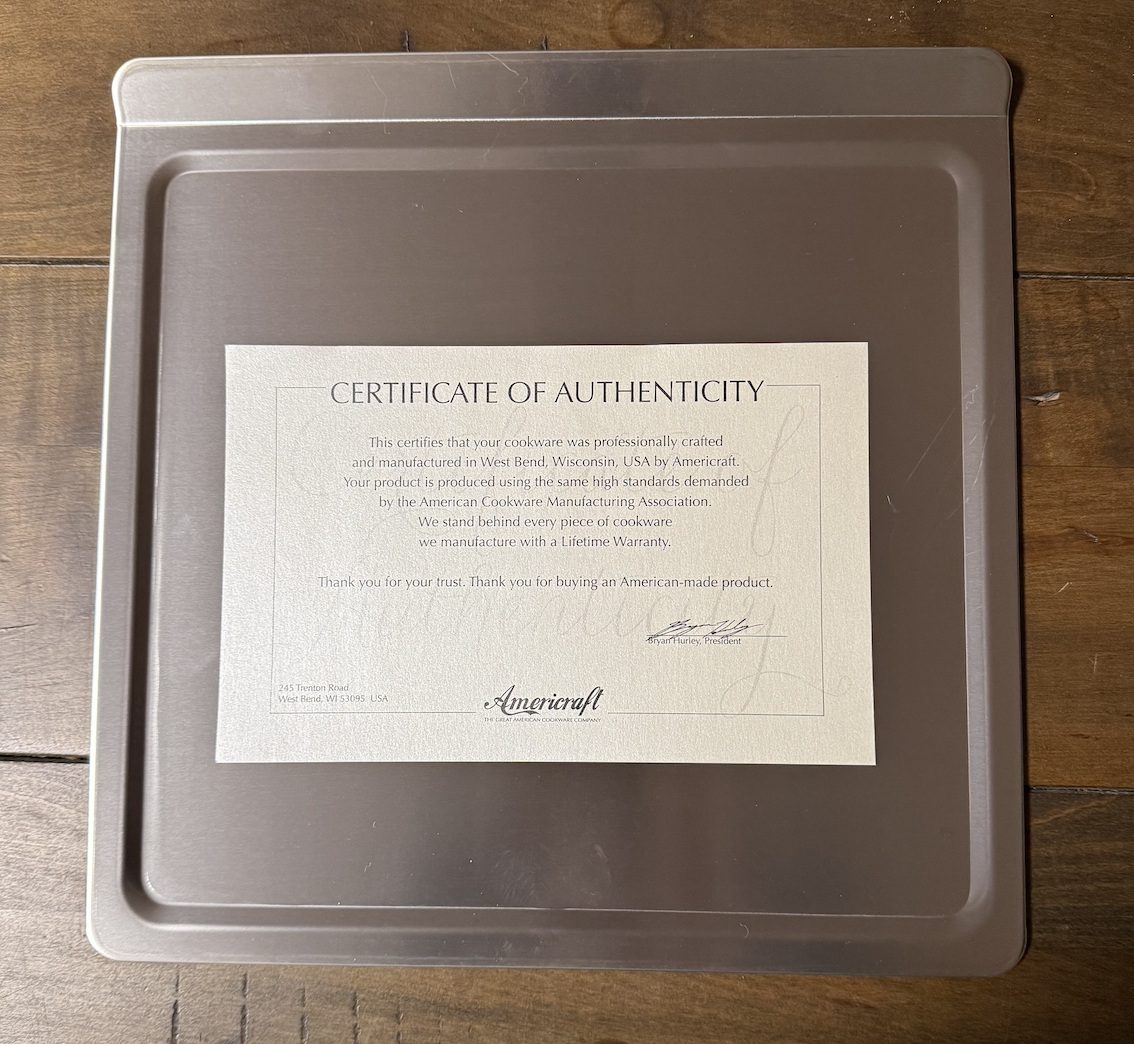 CERTIFICATE OF AUTHENTICITY
This certifies that your cookware was professionally crafted
and manufactured in West Bend, Wisconsin, USA by Americraft.
Your product is produced using the same high standards demanded
by the American Cookware Manufacturing Association.
We stand behind every piece of cookware
we manufacture with a Lifetime Warranty.
Thank you for your trust. Thank you for buying an American-made product.
Bryan Hurley, President
245 Trenton Road
West Bend, WI 53095 USA
Americraft
THE GREAT AMERICAN COOKWARE COMPANY